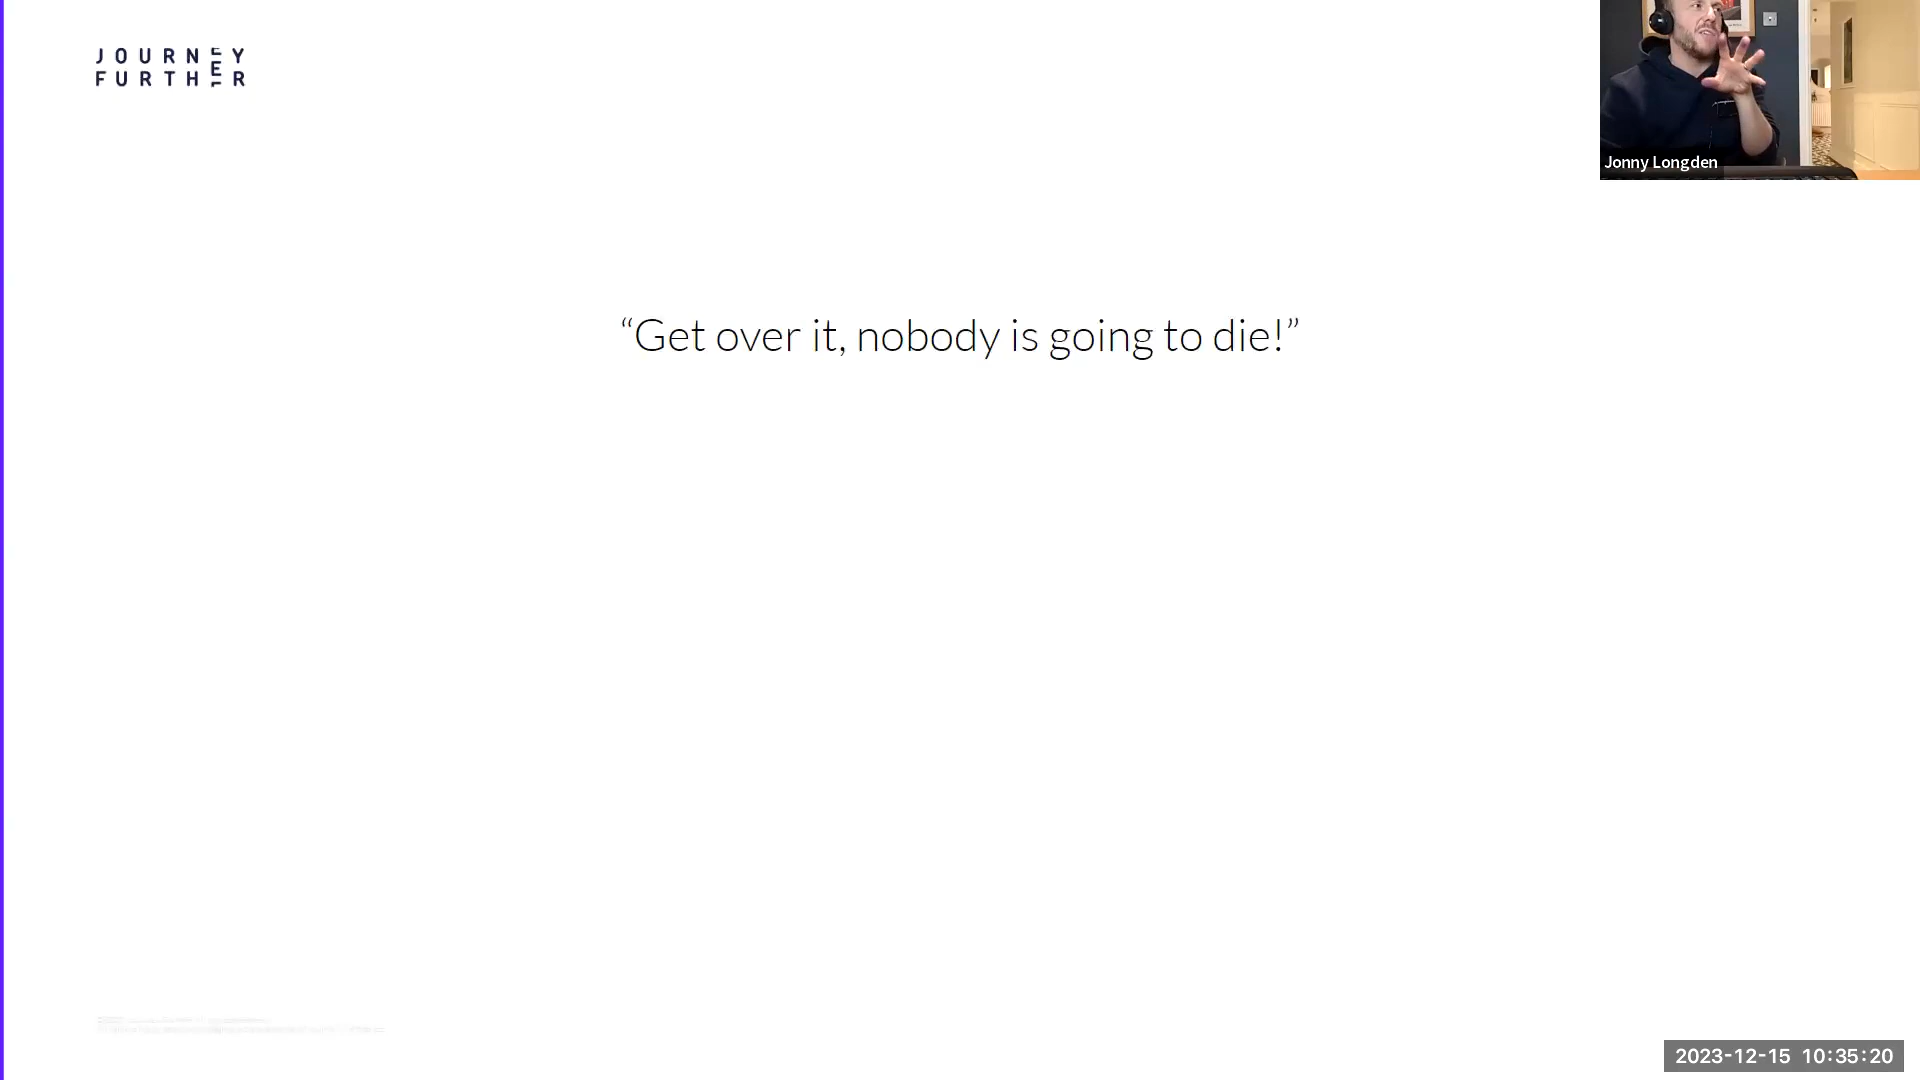 JOURNEY
FURTHER
Jonny Longden
“Get over it, nobody is going to die!”
2023-12-15 10:35:20